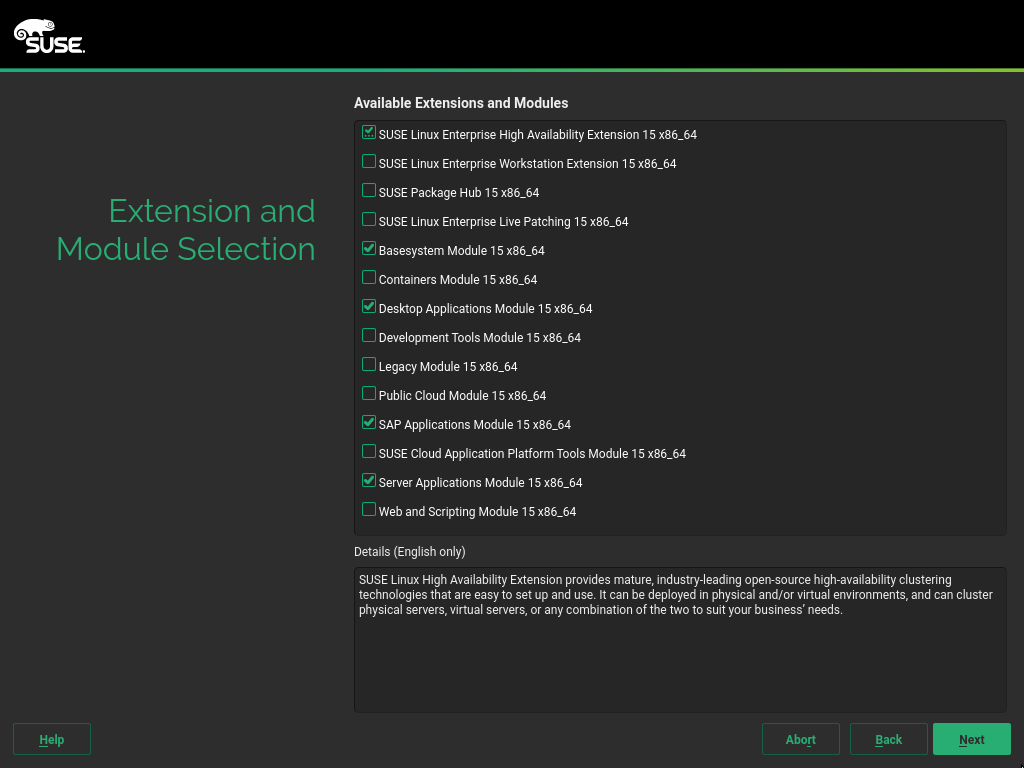 SUSE.
Available Extensions and Modules
SUSE Linux Enterprise High Availability Extension 15 x86_64
SUSE Linux Enterprise Workstation Extension 15 x86_64
SUSE Package Hub 15 x86_64
SUSE Linux Enterprise Live Patching 15 x86_64
Extension and
Module Selection
Basesystem Module 15 x86_64
Containers Module 15 x86_64
Desktop Applications Module 15 x86_64
Development Tools Module 15 x86_64
Legacy Module 15 x86_64
Public Cloud Module 15 x86_64
SAP Applications Module 15 x86_64
SUSE Cloud Application Platform Tools Module 15 x86_64
Server Applications Module 15 x86_64
Web and Scripting Module 15 x86_64
Details (English only)
SUSE Linux High Availability Extension provides mature, industry-leading open-source high-availability clustering
technologies that are easy to set up and use. It can be deployed in physical and/or virtual environments, and can cluster
physical servers, virtual servers, or any combination of the two to suit your business’ needs.
Help
Abort
Back
Next